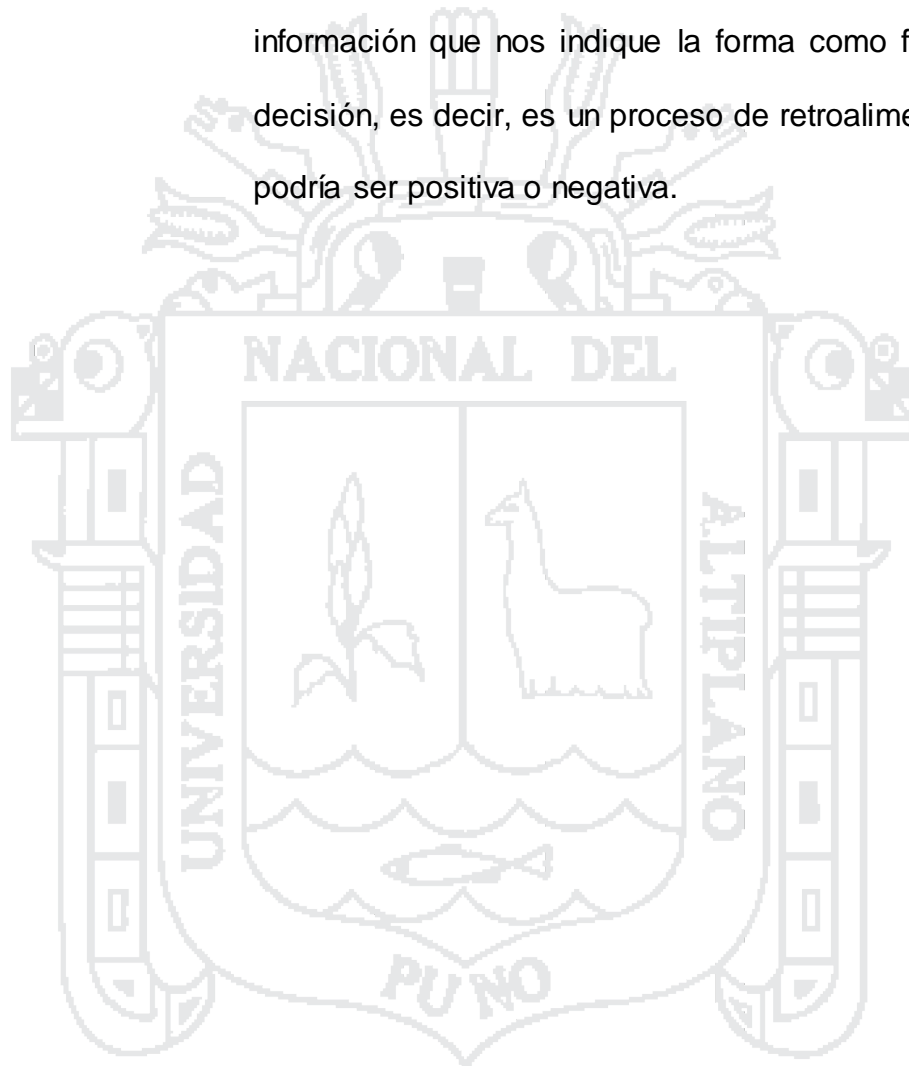 información que nos indique la forma como f
decisión, es decir, es un proceso de retroalime
podría ser positiva o negativa.
NACIONAL DEL
UNIVERSIDAD
ALTIPLANO
PUNO